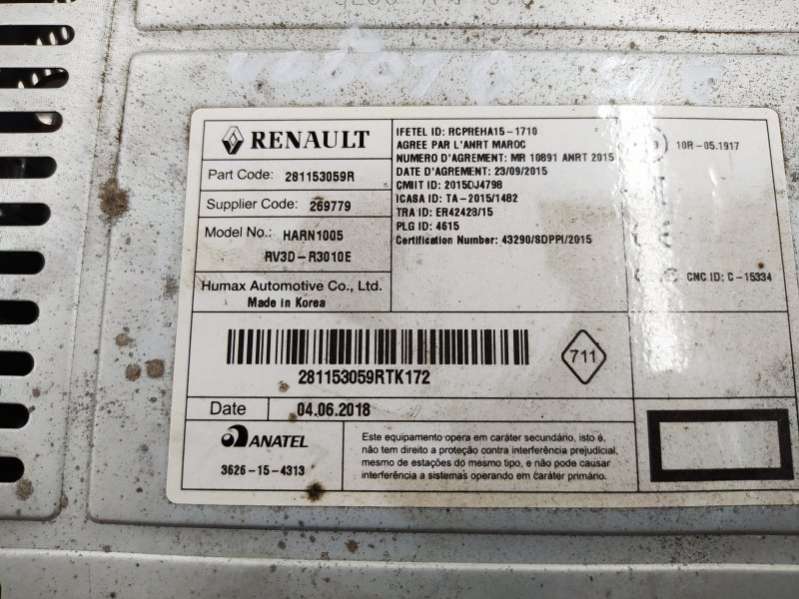 RENAULT
Part Code: 281153059R
Supplier Code: 269779
Model No.: HARN1005
RV3D-R3010E
Humax Automotive Co., Ltd.
Made in Korea
IFETEL ID: RCPREHA15-1710
AGREE PAR L'ANRT MAROC
NUMERO D'AGREMENT: MR 10891 ANRT 2015
DATE D'AGREMENT: 23/09/2015
CMIIT ID: 2015DJ4798
ICASA ID: TA-2015/1482
TRA ID: ER42423/15
PLG ID: 4615
Certification Number: 43290/SDPPI/2015
10R-05.1917
CNC ID: C-15334
281153059RTK172
711
Date 04.06.2018
ANATEL
3626-15-4313
Este equipamento opera em caráter secundário, isto é,
não tem direito a proteção contra interferência prejudicial,
mesmo de estações do mesmo tipo, e não pode causar
interferência a sistemas operando em caráter primário.